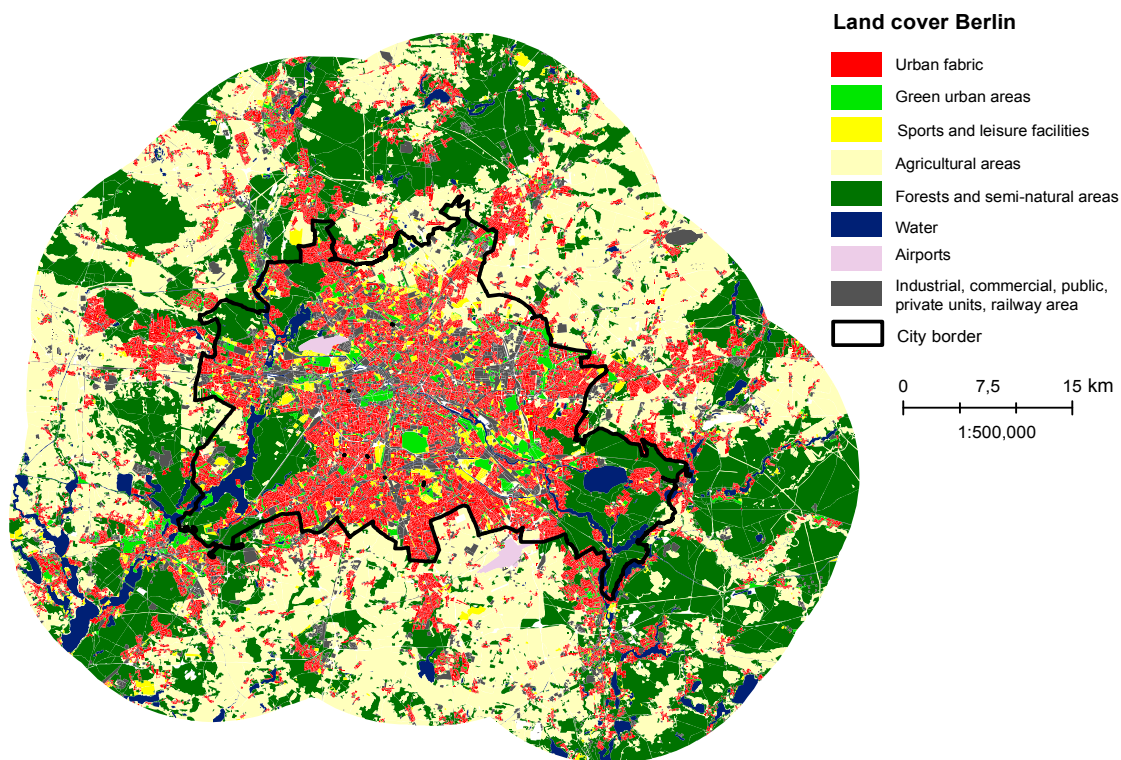 Land cover Berlin
Urban fabric
Green urban areas
Sports and leisure facilities
Agricultural areas
Forests and semi-natural areas
Water
Airports
Industrial, commercial, public,
private units, railway area
City border
0 7,5 15 km
1:500,000